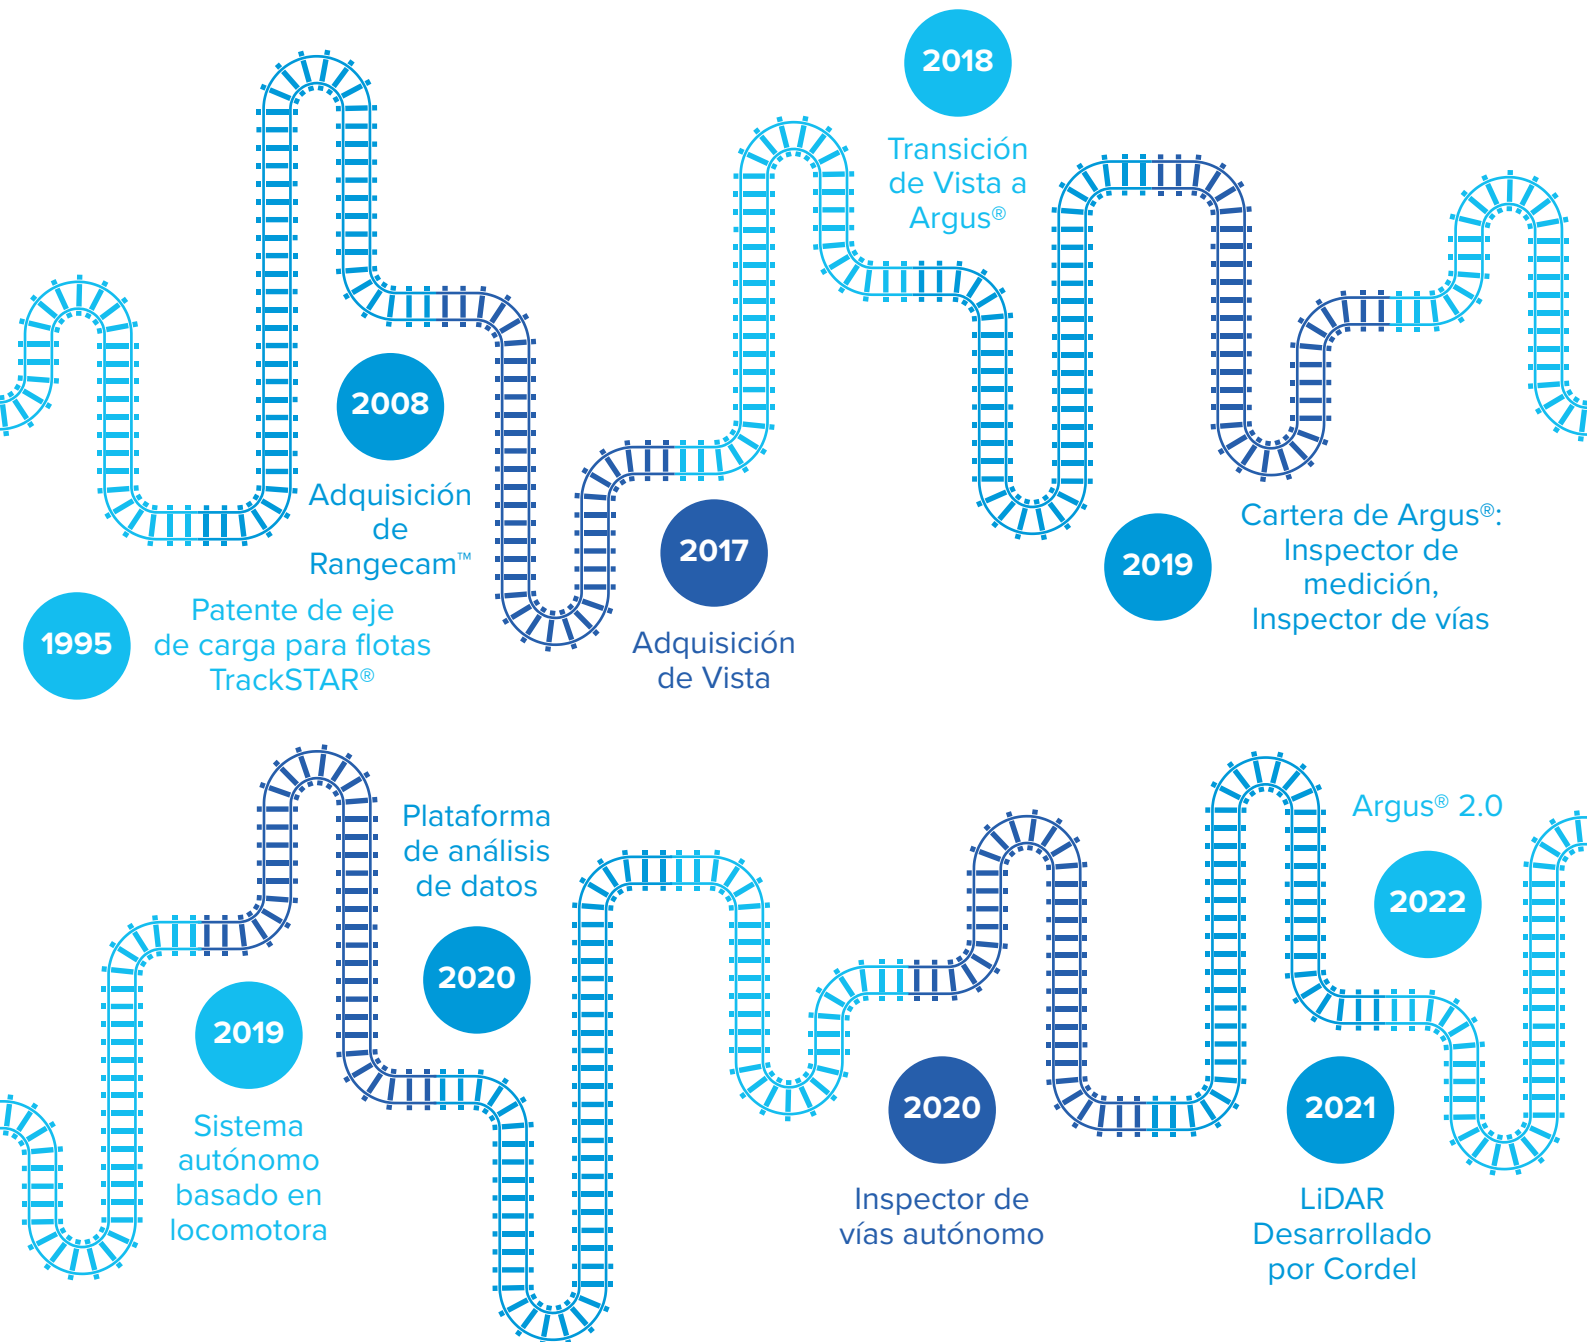 1995
Patente de eje
de carga para flotas
TrackSTAR®
2008
Adquisición
de
Rangecam™
2017
Adquisición
de Vista
2018
Transición
de Vista a
Argus®
2019
Cartera de Argus®:
Inspector de
medición,
Inspector de vías
2019
Sistema
autónomo
basado en
locomotora
Plataforma
de análisis
de datos
2020
2020
Inspector de
vías autónomo
2021
LiDAR
Desarrollado
por Cordel
Argus® 2.0
2022